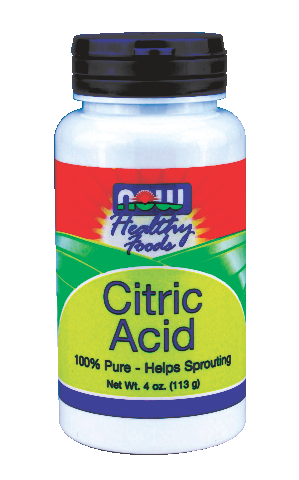 NOW
Healthy
Foods
Citric
Acid
100% Pure - Helps Sprouting
Net Wt. 4 oz. (113 g)